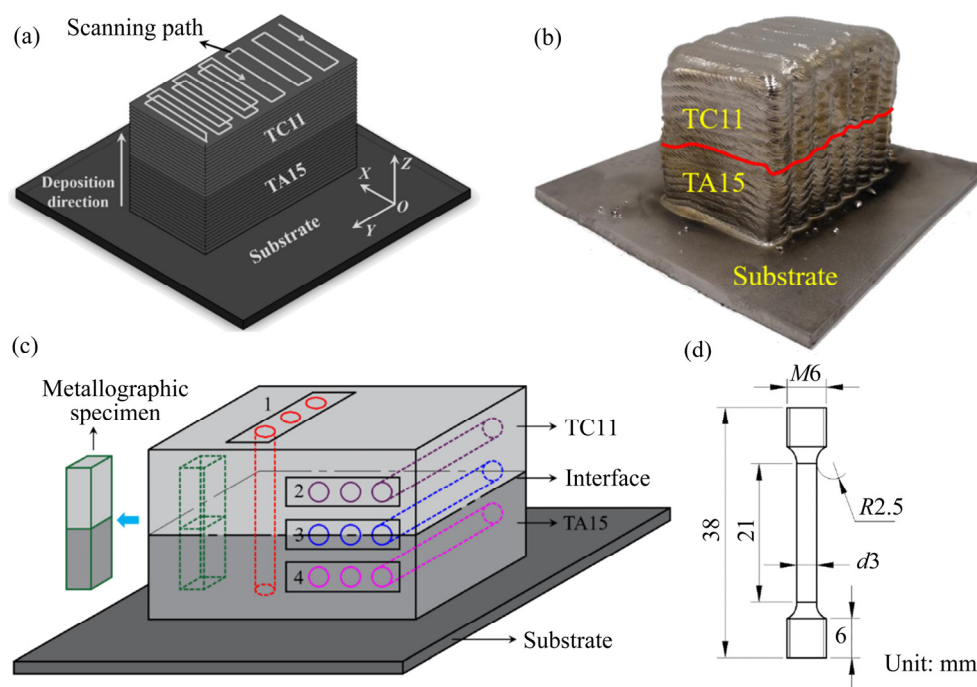 (a)
Scanning path
TC11
TA15
Deposition
direction
Z
X
O
Y
Substrate
(b)
TC11
TA15
Substrate
(c)
Metallographic
specimen
1
2
3
4
TC11
Interface
TA15
Substrate
(d)
M6
38
21
R2.5
d3
6
Unit: mm